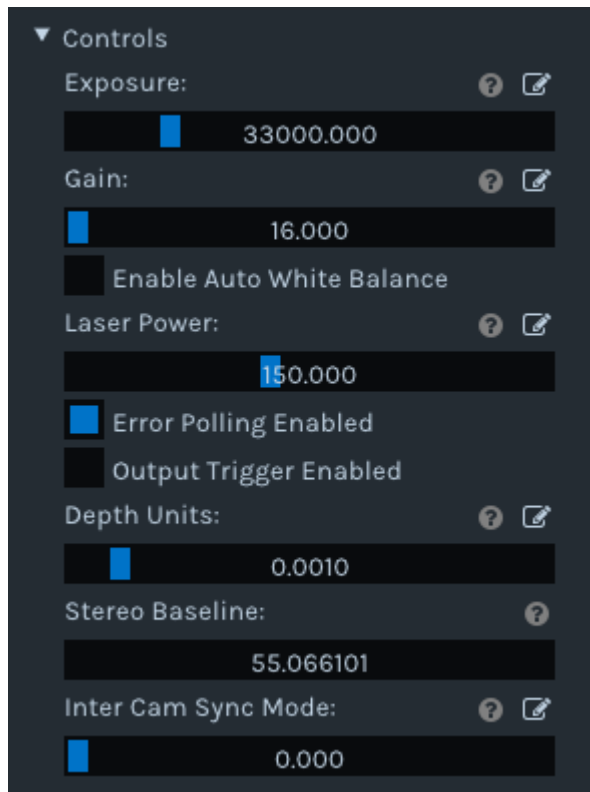 Controls
Exposure:
33000.000
Gain:
16.000
Enable Auto White Balance
Laser Power:
150.000
Error Polling Enabled
Output Trigger Enabled
Depth Units:
0.0010
Stereo Baseline:
55.066101
Inter Cam Sync Mode:
0.000